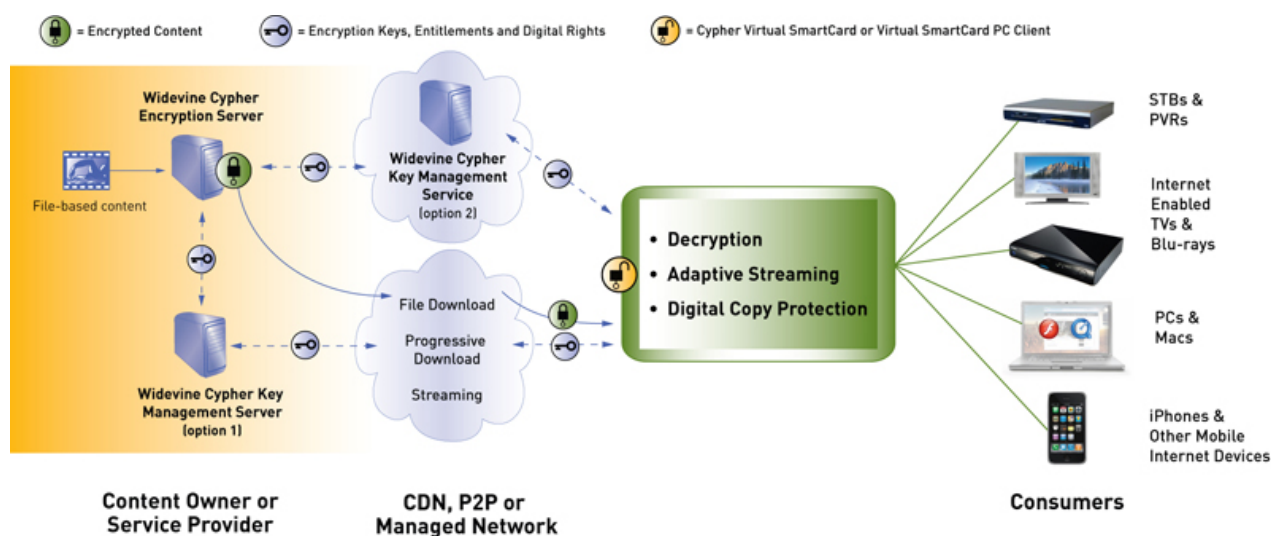 = Encrypted Content
= Encryption Keys, Entitlements and Digital Rights
= Cypher Virtual SmartCard or Virtual SmartCard PC Client
Widevine Cypher
Encryption Server
File-based content
Widevine Cypher
Key Management
Service
(option 2)
Widevine Cypher Key
Management Server
(option 1)
File Download
Progressive
Download
Streaming
• Decryption
• Adaptive Streaming
• Digital Copy Protection
STBs &
PVRs
Internet
Enabled
TVs &
Blu-rays
PCs &
Macs
iPhones &
Other Mobile
Internet Devices
Content Owner or
Service Provider
CDN, P2P or
Managed Network
Consumers